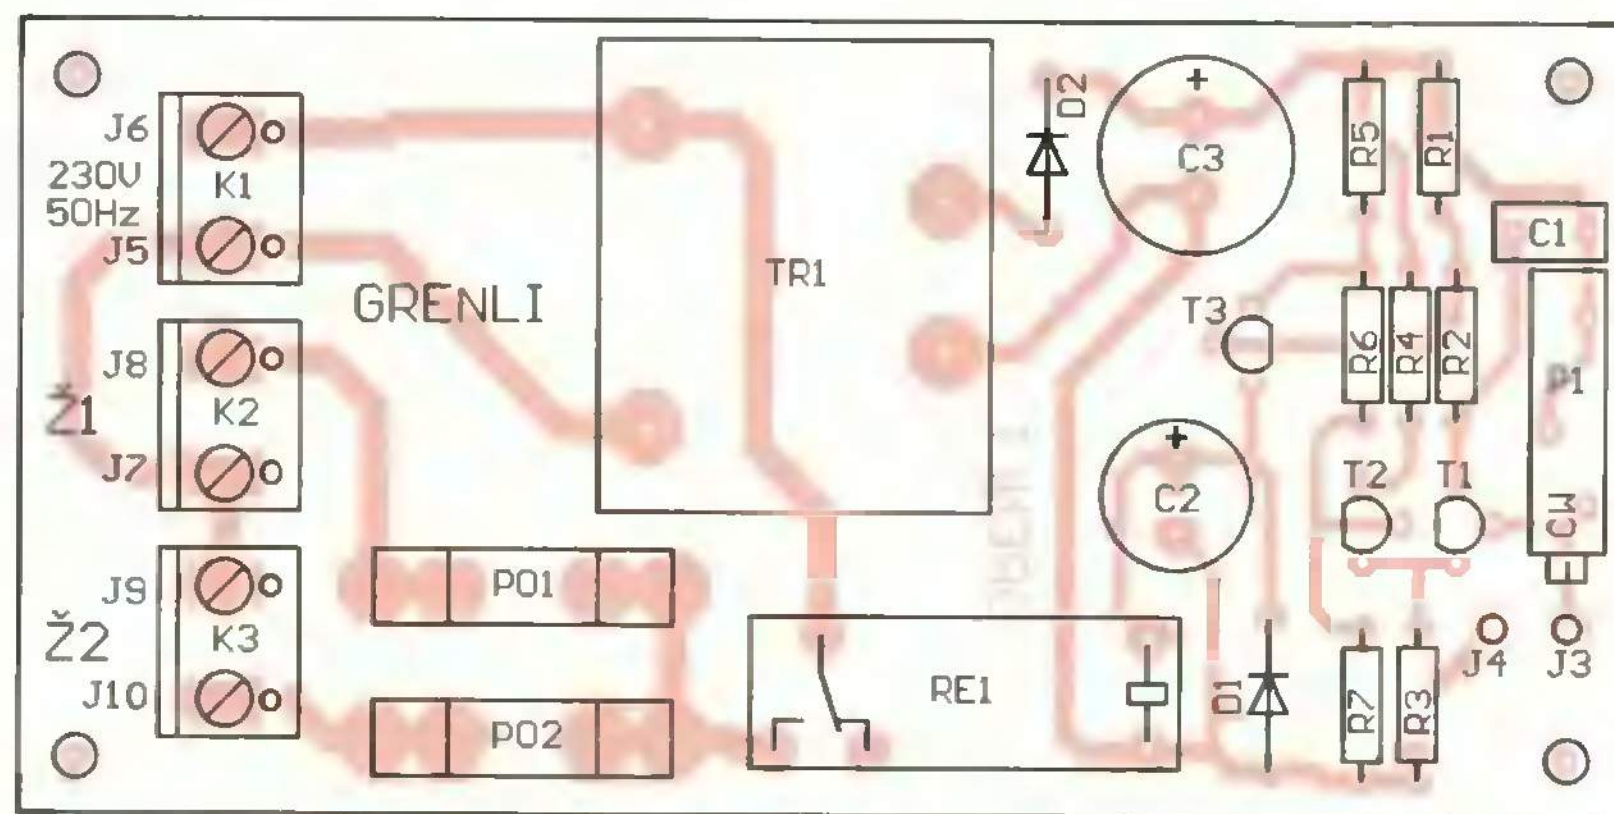 J6
230V
50Hz
J5
K1
GRENLI
J8
Ž1
J7
K2
J9
Ž2
J10
K3
PO1
PO2
TR1
RE1
D2
+
C3
T3
+
C2
D1
R5
R1
C1
R6
R4
R2
P1
CW
T2
T1
J4
J3
R7
R3